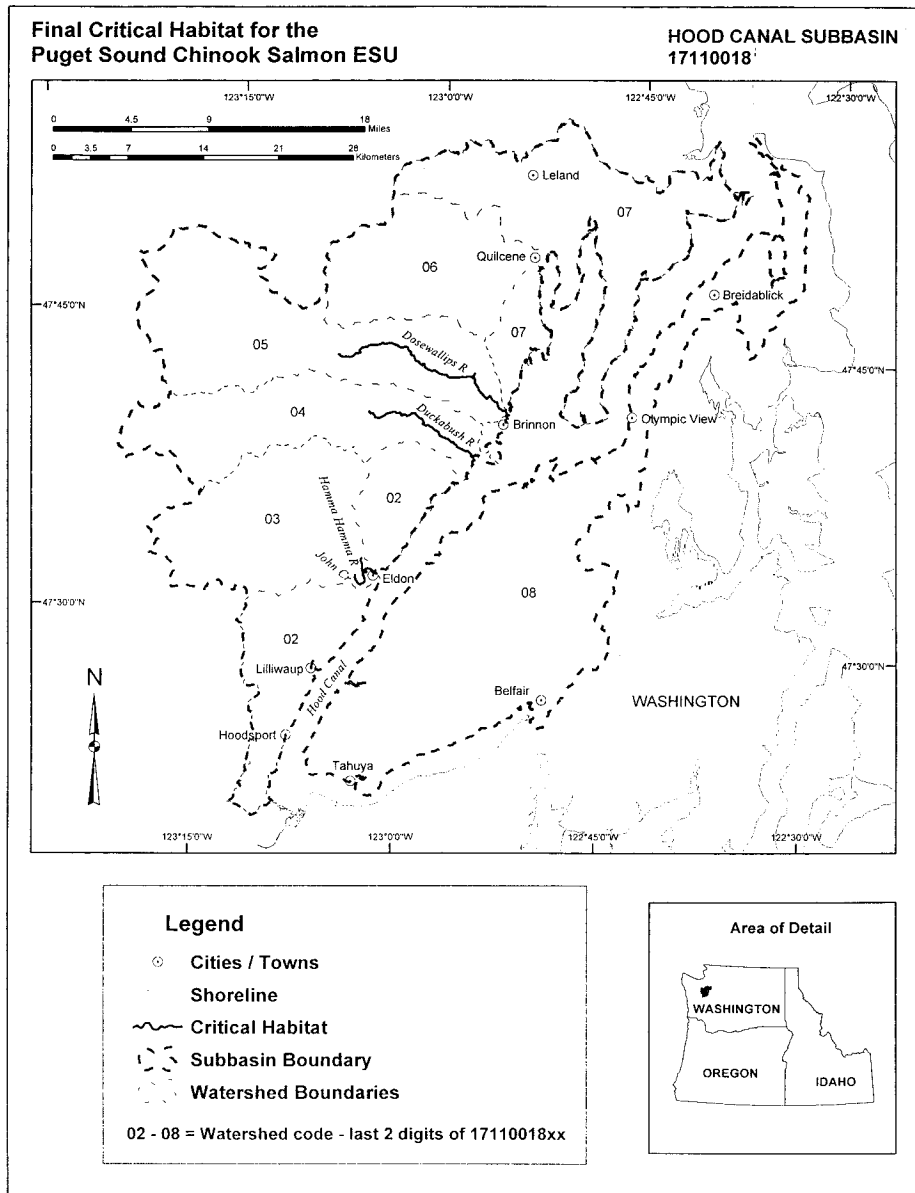 Final Critical Habitat for the
Puget Sound Chinook Salmon ESU
HOOD CANAL SUBBASIN
17110018
123°15'0"W
123°0'0"W
122°45'0"W
122°30'0"W
0 4.5 9 18
Miles
0 3.5 7 14 21 28
Kilometers
Leland
07
Quilcene
06
Breidablick
47°45'0"N
07
05
Dosewallips R
47°45'0"N
04
Duckabush R
Brinnon
Olympic View
02
Hamma Hamma R
03
John Cr
Eldon
08
47°30'0"N
02
Lilliwaup
Hood Canal
47°30'0"N
N
Belfair
WASHINGTON
Hoodsport
Tahuya
123°15'0"W
123°0'0"W
122°45'0"W
122°30'0"W
Legend
Cities / Towns
Shoreline
Critical Habitat
Subbasin Boundary
Watershed Boundaries
02 - 08 = Watershed code - last 2 digits of 17110018xx
Area of Detail
WASHINGTON
OREGON
IDAHO